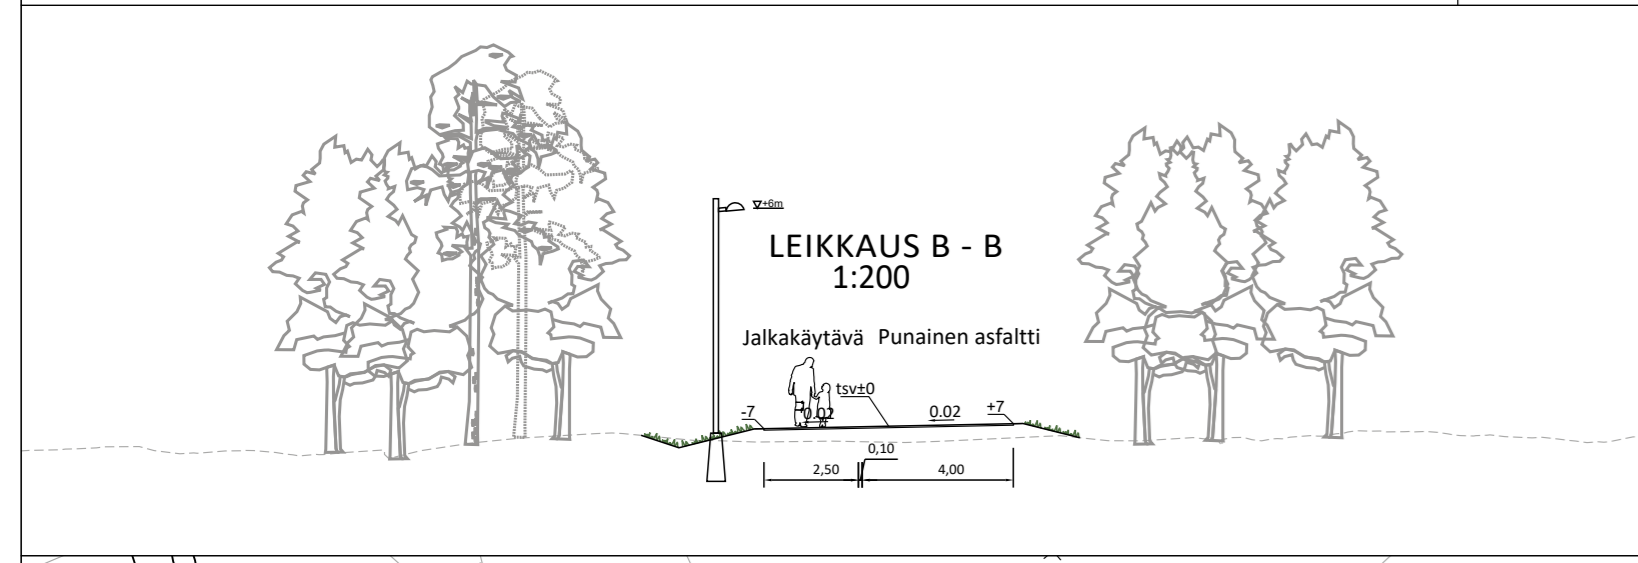 +6m
LEIKKAUS B - B
1:200
Jalkakäytävä Punainen asfaltti
tsv±0
-7
0.02
0.02
+7
0,10
2,50
4,00